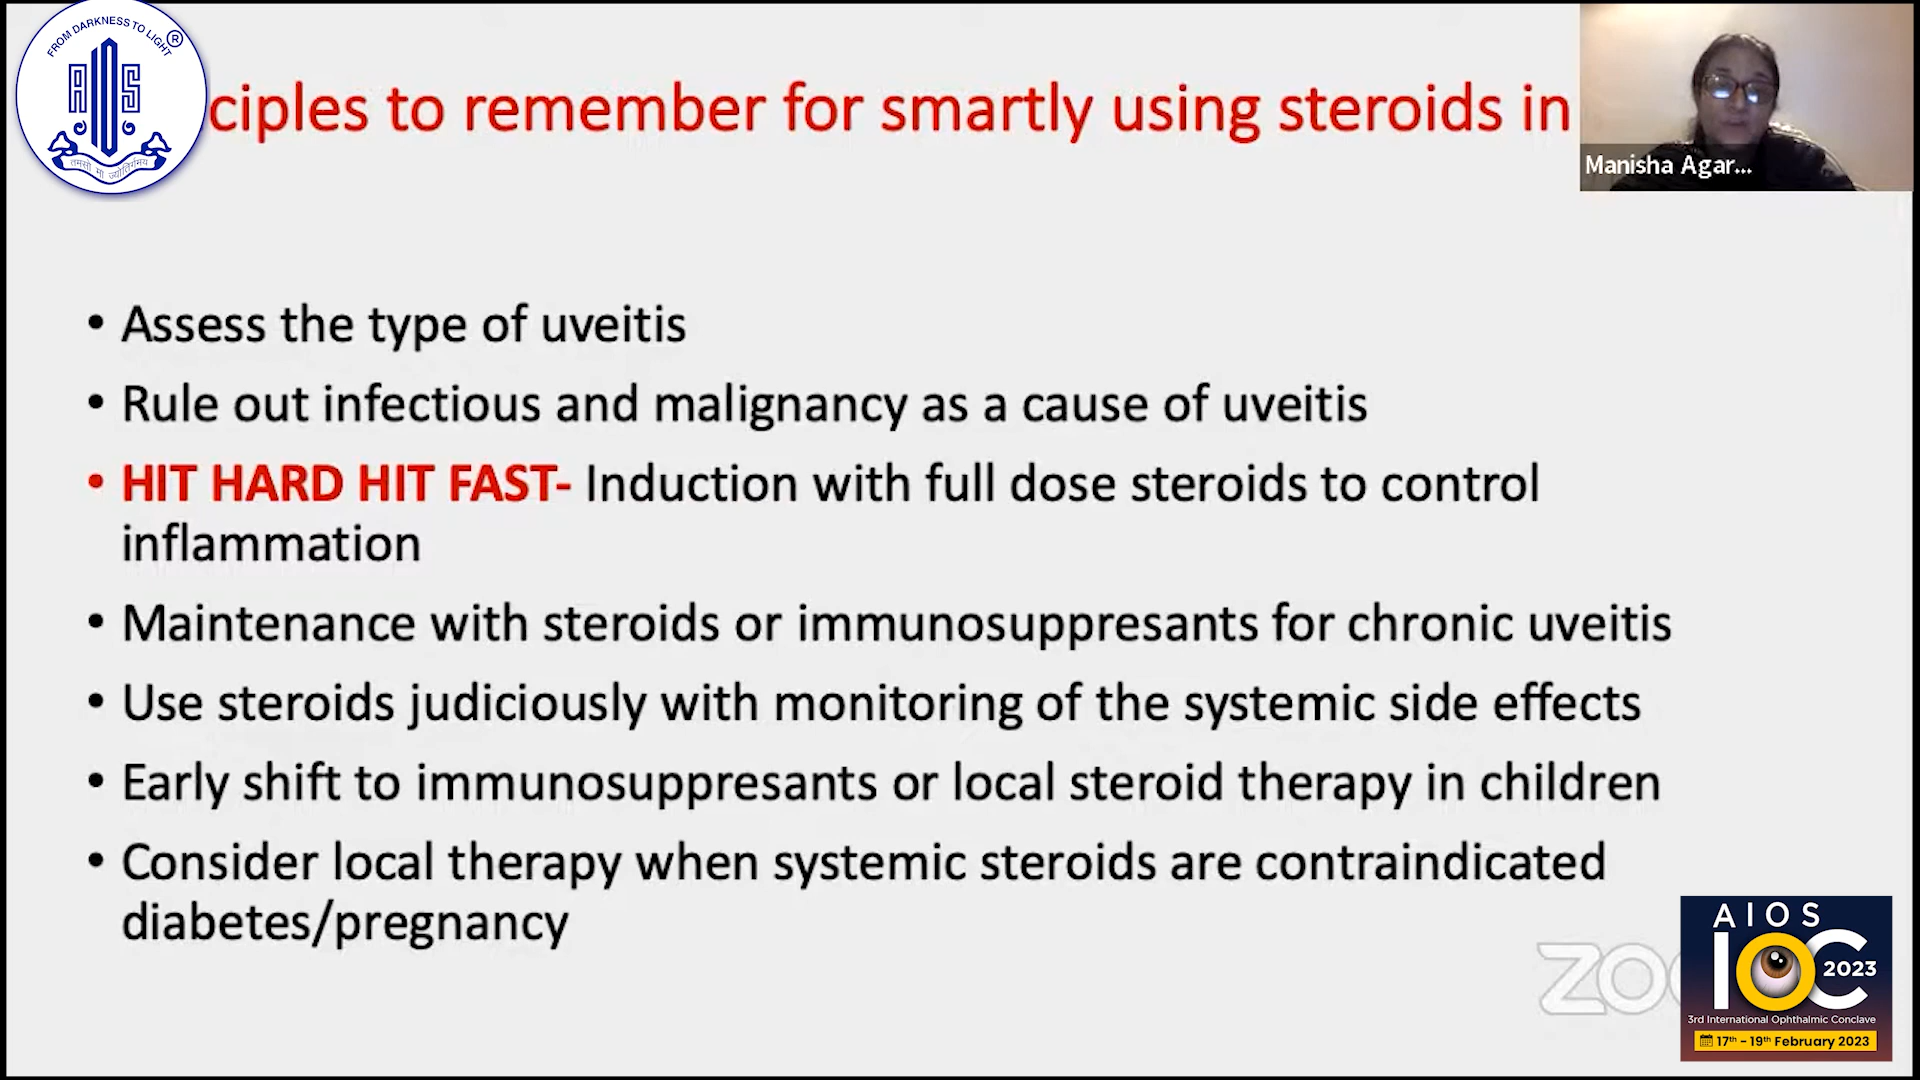 FROM DARKNESS TO LIGHT
®
AIOS
तमसो मा ज्योतिर्गमय
ciples to remember for smartly using steroids in
Manisha Agar...
• Assess the type of uveitis
• Rule out infectious and malignancy as a cause of uveitis
• HIT HARD HIT FAST- Induction with full dose steroids to control
inflammation
• Maintenance with steroids or immunosuppresants for chronic uveitis
• Use steroids judiciously with monitoring of the systemic side effects
• Early shift to immunosuppresants or local steroid therapy in children
• Consider local therapy when systemic steroids are contraindicated
diabetes/pregnancy
ZO
AIOS
IOC 2023
3rd International Ophthalmic Conclave
17th - 19th February 2023